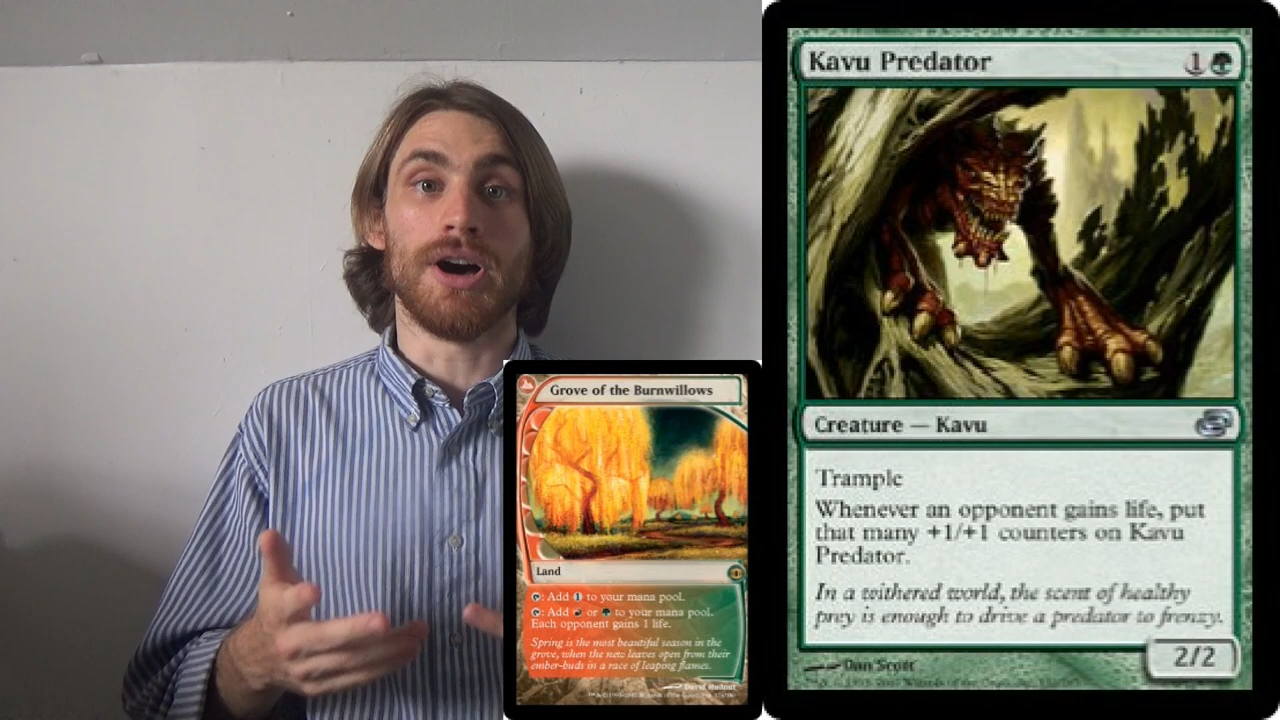 Kavu Predator 1
Creature — Kavu
Trample
Whenever an opponent gains life, put
that many +1/+1 counters on Kavu
Predator.
In a withered world, the scent of healthy
prey is enough to drive a predator to frenzy.
2/2
Dan Scott
Grove of the Burnwillows
Land
: Add 1 to your mana pool.
: Add or to your mana pool.
Each opponent gains 1 life.
Spring is the most beautiful season in the
grove, when the new leaves open from their
ember-buds in a race of leaping flames.